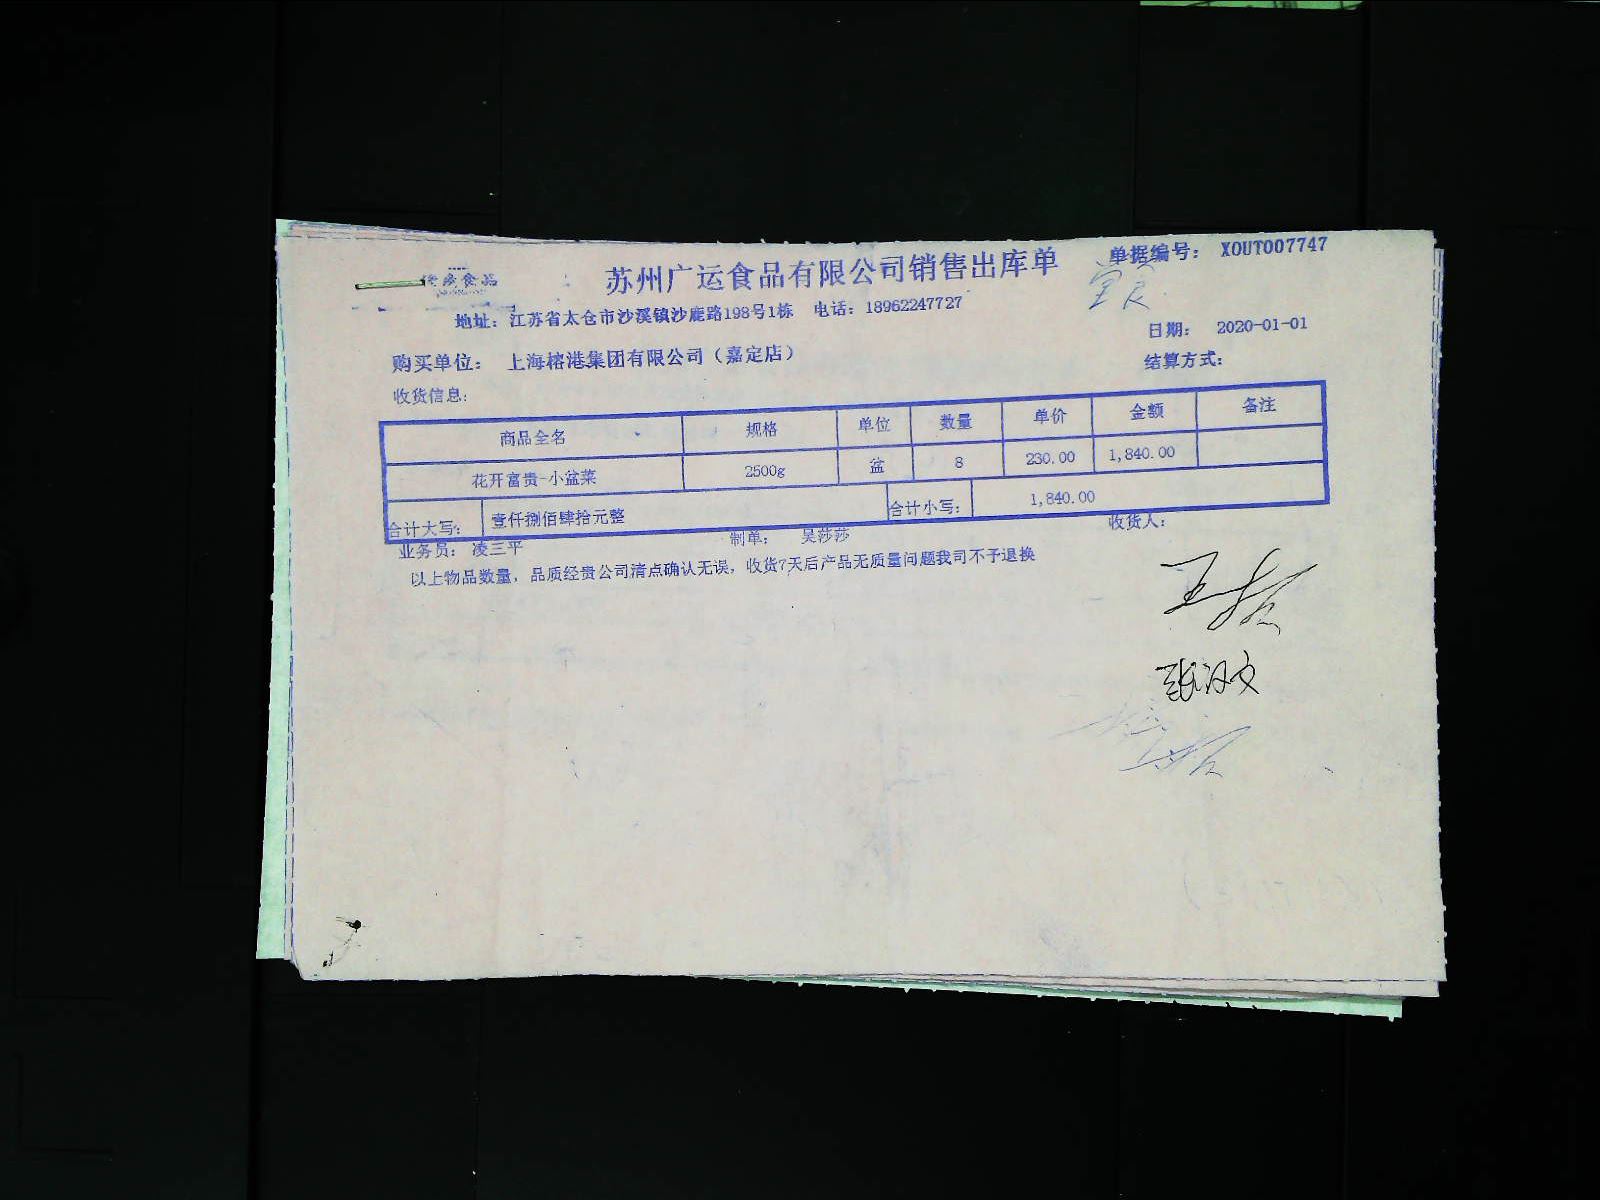 单据编号： XOUT007747
苏州广运食品有限公司销售出库单
地址：江苏省太仓市沙溪镇沙鹿路198号1栋 电话：18962247727
日期： 2020-01-01
购买单位： 上海榕港集团有限公司（嘉定店）
结算方式：
收货信息：
商品全名 规格 单位 数量 单价 金额 备注
花开富贵-小盆菜 2500g 盆 8 230.00 1,840.00
合计大写： 壹仟捌佰肆拾元整 合计小写： 1,840.00
业务员： 凌三平 制单： 吴莎莎 收货人：
以上物品数量，品质经贵公司清点确认无误，收货7天后产品无质量问题我司不予退换
张汉文